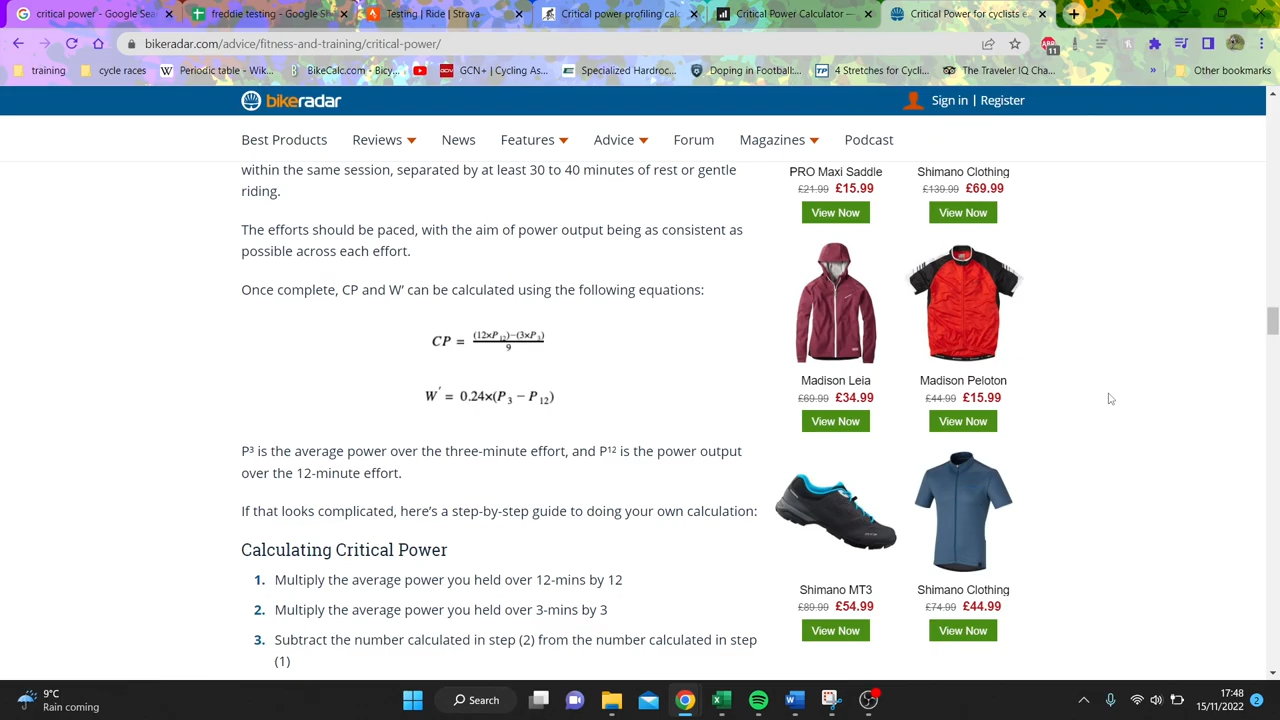 critical power - Google Sea
freddie testing - Google Sh
Testing | Ride | Strava
Critical power profiling calc
Critical Power Calculator —
Critical Power for cyclists e
bikeradar.com/advice/fitness-and-training/critical-power/
11
training
cycle races
Periodic table - Wik...
BikeCalc.com - Bicy...
GCN+ | Cycling As...
Specialized Hardroc...
Doping in Football:...
4 Stretches for Cycli...
The Traveler IQ Cha...
»
Other bookmarks
bikeradar
Sign in | Register
Best Products
Reviews
News
Features
Advice
Forum
Magazines
Podcast
within the same session, separated by at least 30 to 40 minutes of rest or gentle
riding.
The efforts should be paced, with the aim of power output being as consistent as
possible across each effort.
Once complete, CP and W′ can be calculated using the following equations:
CP = (12×P₁₂)−(3×P₃)
9
W′ = 0.24×(P₃ − P₁₂)
P³ is the average power over the three-minute effort, and P¹² is the power output
over the 12-minute effort.
If that looks complicated, here’s a step-by-step guide to doing your own calculation:
Calculating Critical Power
1. Multiply the average power you held over 12-mins by 12
2. Multiply the average power you held over 3-mins by 3
3. Subtract the number calculated in step (2) from the number calculated in step
(1)
PRO Maxi Saddle
£21.99 £15.99
View Now
Shimano Clothing
£139.99 £69.99
View Now
Madison Leia
£69.99 £34.99
View Now
Madison Peloton
£44.99 £15.99
View Now
Shimano MT3
£89.99 £54.99
View Now
Shimano Clothing
£74.99 £44.99
View Now
9°C
Rain coming
Search
17:48
15/11/2022
2